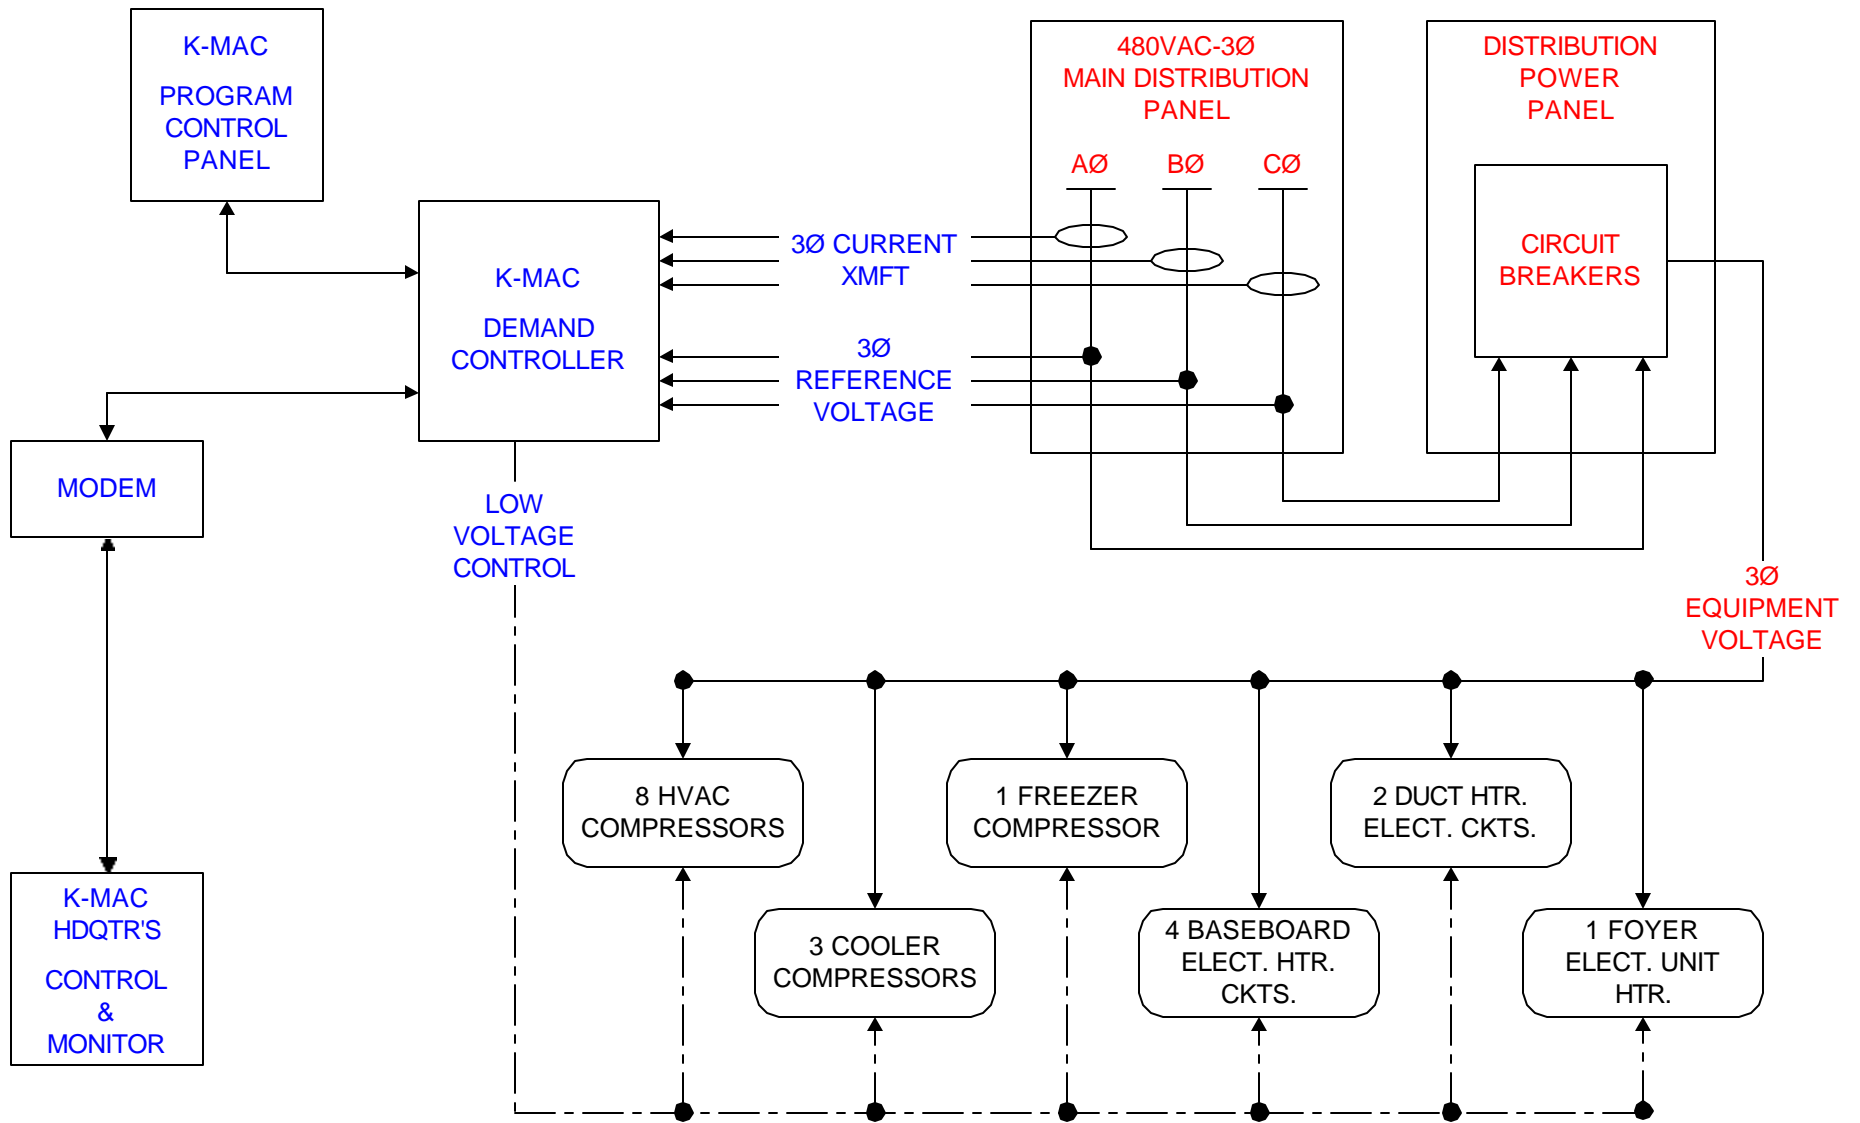 K-MAC
PROGRAM
CONTROL
PANEL
480VAC-3Ø
MAIN DISTRIBUTION
PANEL
AØ
BØ
CØ
DISTRIBUTION
POWER
PANEL
CIRCUIT
BREAKERS
K-MAC
DEMAND
CONTROLLER
3Ø CURRENT
XMFT
3Ø
REFERENCE
VOLTAGE
MODEM
LOW
VOLTAGE
CONTROL
3Ø
EQUIPMENT
VOLTAGE
8 HVAC
COMPRESSORS
1 FREEZER
COMPRESSOR
2 DUCT HTR.
ELECT. CKTS.
K-MAC
HDQTR'S
CONTROL
&
MONITOR
3 COOLER
COMPRESSORS
4 BASEBOARD
ELECT. HTR.
CKTS.
1 FOYER
ELECT. UNIT
HTR.